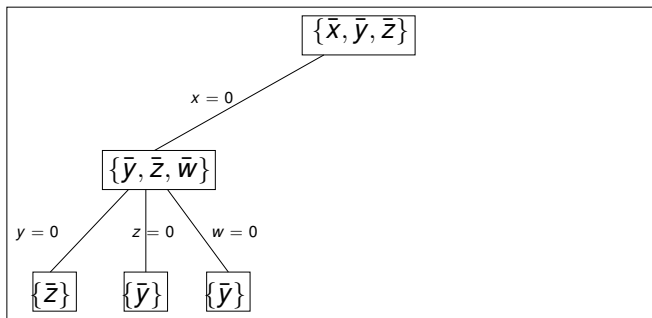 {x̄, ȳ, z̄}
x = 0
{ȳ, z̄, w̄}
y = 0 z = 0 w = 0
{z̄} {ȳ} {ȳ}